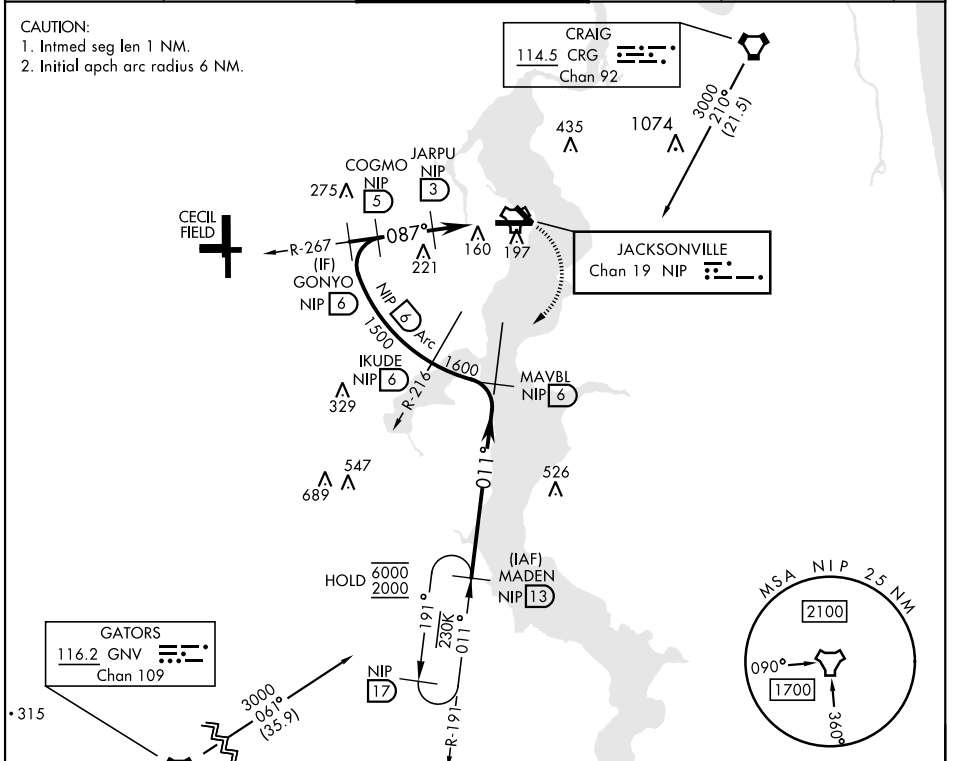 CAUTION:
1. Intmed seg len 1 NM.
2. Initial apch arc radius 6 NM.
CRAIG
114.5 CRG
Chan 92
3000
210°
(21.5)
435
1074
COGMO
NIP
5
JARPU
NIP
3
275
CECIL
FIELD
R-267
087°
160
197
221
JACKSONVILLE
Chan 19 NIP
(IF)
GONYO
NIP 6
NIP 6 Arc
1500
IKUDE
NIP 6
1600
R-216
MAVBL
NIP 6
329
011°
547
689
526
HOLD 6000
2000
(IAF)
MADEN
NIP 13
191°
230K
011°
NIP
17
R-191
GATORS
116.2 GNV
Chan 109
3000
061°
(35.9)
315
MSA NIP 25 NM
2100
090°
1700
360°